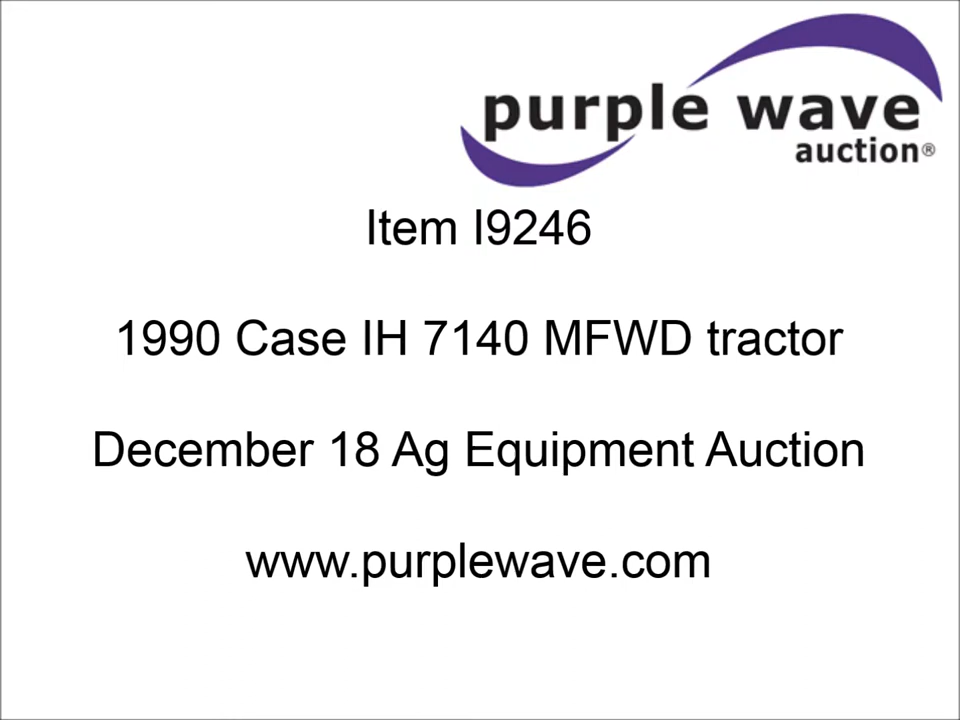 purple wave
auction®
Item I9246
1990 Case IH 7140 MFWD tractor
December 18 Ag Equipment Auction
www.purplewave.com